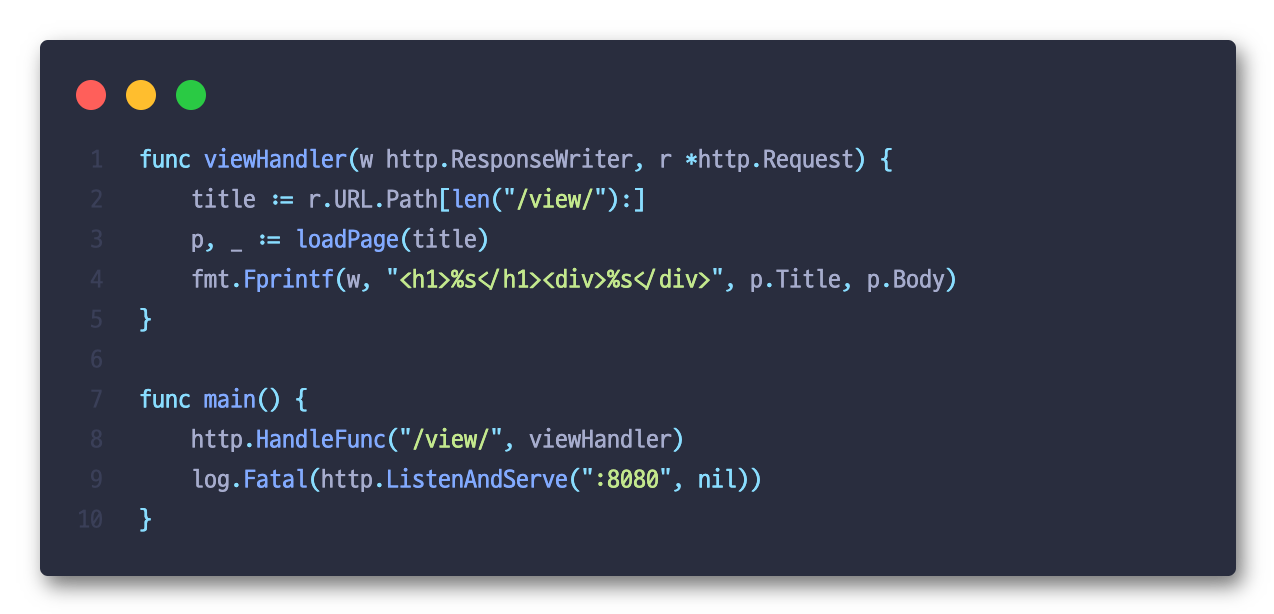 1 func viewHandler(w http.ResponseWriter, r *http.Request) {
2     title := r.URL.Path[len("/view/"):]
3     p, _ := loadPage(title)
4     fmt.Fprintf(w, "<h1>%s</h1><div>%s</div>", p.Title, p.Body)
5 }
6
7 func main() {
8     http.HandleFunc("/view/", viewHandler)
9     log.Fatal(http.ListenAndServe(":8080", nil))
10 }